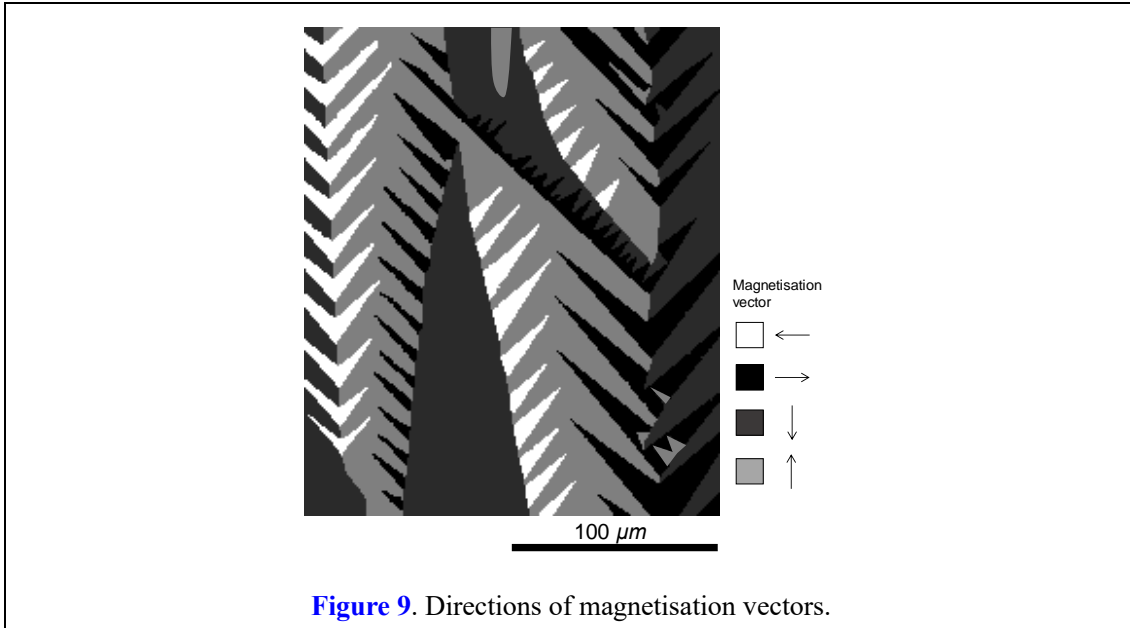 Magnetisation
vector
100 µm
Figure 9. Directions of magnetisation vectors.